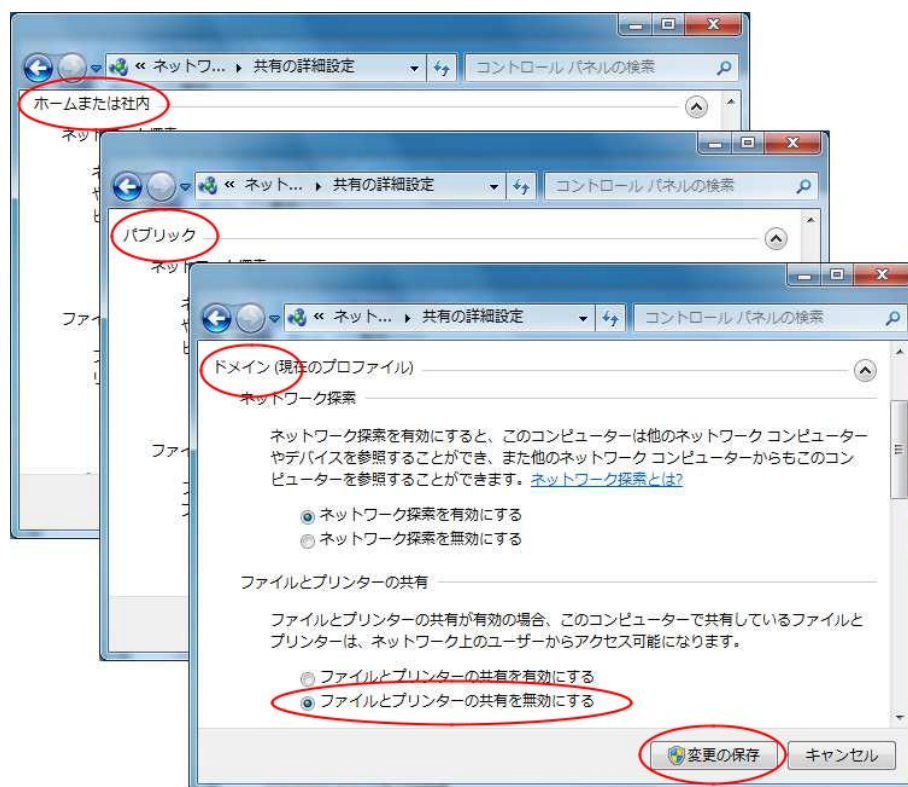 « ネットワ... ▸ 共有の詳細設定
コントロール パネルの検索
ホームまたは社内
« ネット... ▸ 共有の詳細設定
コントロール パネルの検索
パブリック
« ネット... ▸ 共有の詳細設定
コントロール パネルの検索
ドメイン (現在のプロファイル)
ネットワーク探索
ネットワーク探索を有効にすると、このコンピューターは他のネットワーク コンピューター
やデバイスを参照することができ、また他のネットワーク コンピューターからもこのコン
ピューターを参照することができます。ネットワーク探索とは?
ネットワーク探索を有効にする
ネットワーク探索を無効にする
ファイルとプリンターの共有
ファイルとプリンターの共有が有効の場合、このコンピューターで共有しているファイルと
プリンターは、ネットワーク上のユーザーからアクセス可能になります。
ファイルとプリンターの共有を有効にする
ファイルとプリンターの共有を無効にする
変更の保存
キャンセル